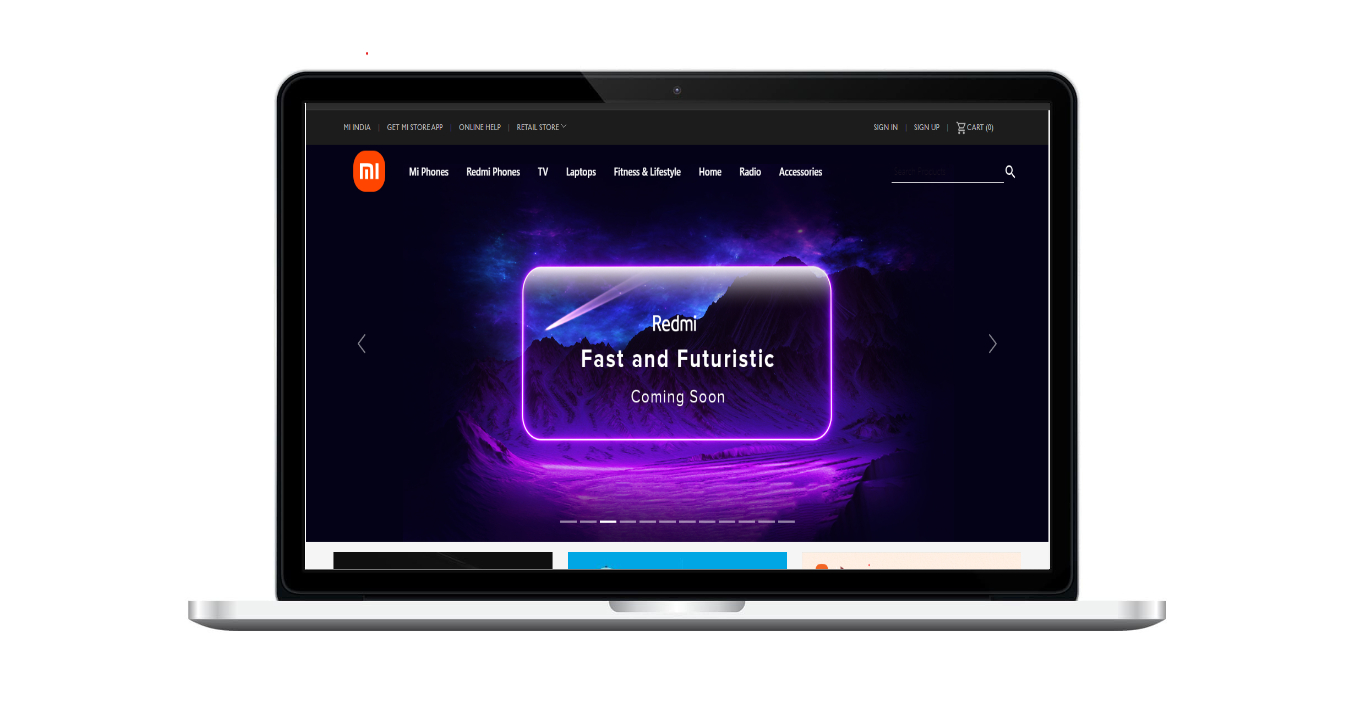 MI INDIA | GET MI STORE APP | ONLINE HELP | RETAIL STORE SIGN IN | SIGN UP | CART (0)
mi Mi Phones Redmi Phones TV Laptops Fitness & Lifestyle Home Radio Accessories
Redmi
Fast and Futuristic
Coming Soon